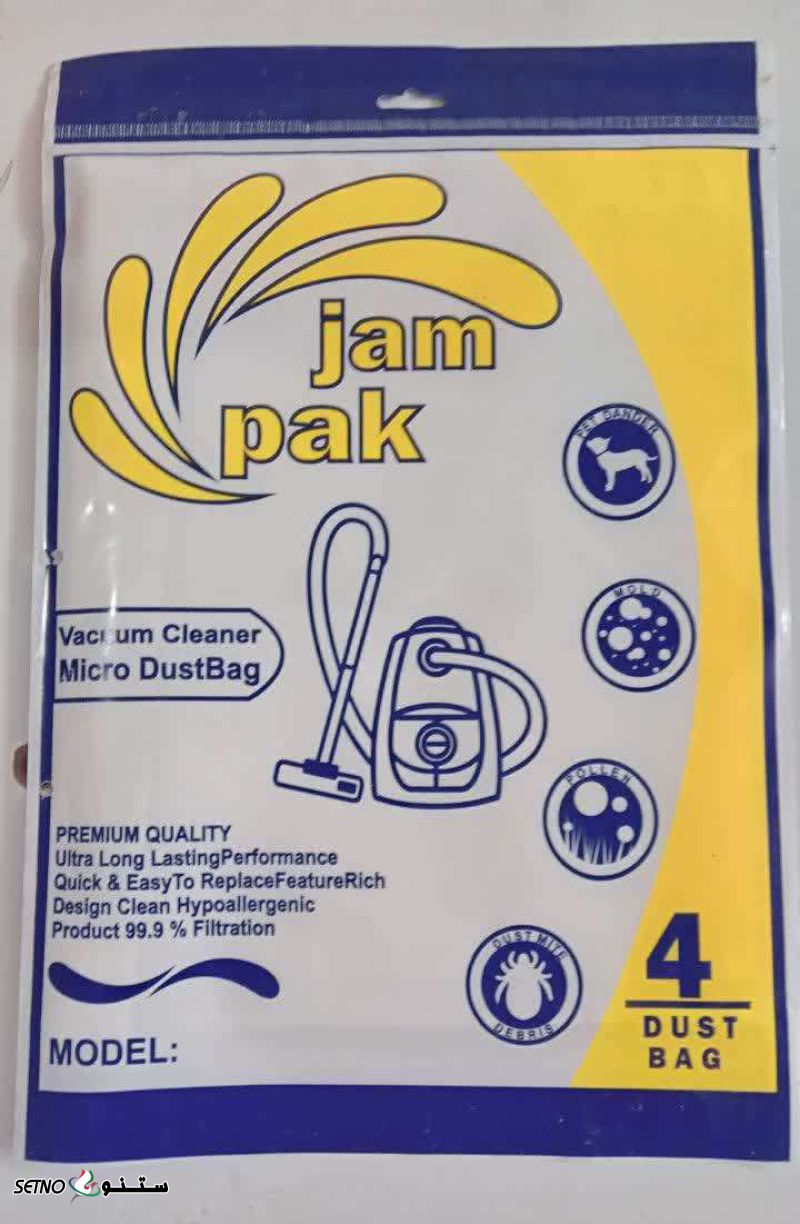 jam
pak
PET DANDER
MOLD
Vacuum Cleaner
Micro DustBag
POLLEN
PREMIUM QUALITY
Ultra Long LastingPerformance
Quick & EasyTo ReplaceFeatureRich
Design Clean Hypoallergenic
Product 99.9 % Filtration
DUST MITE
DEBRIS
4
DUST
BAG
MODEL:
SETNO ستنو